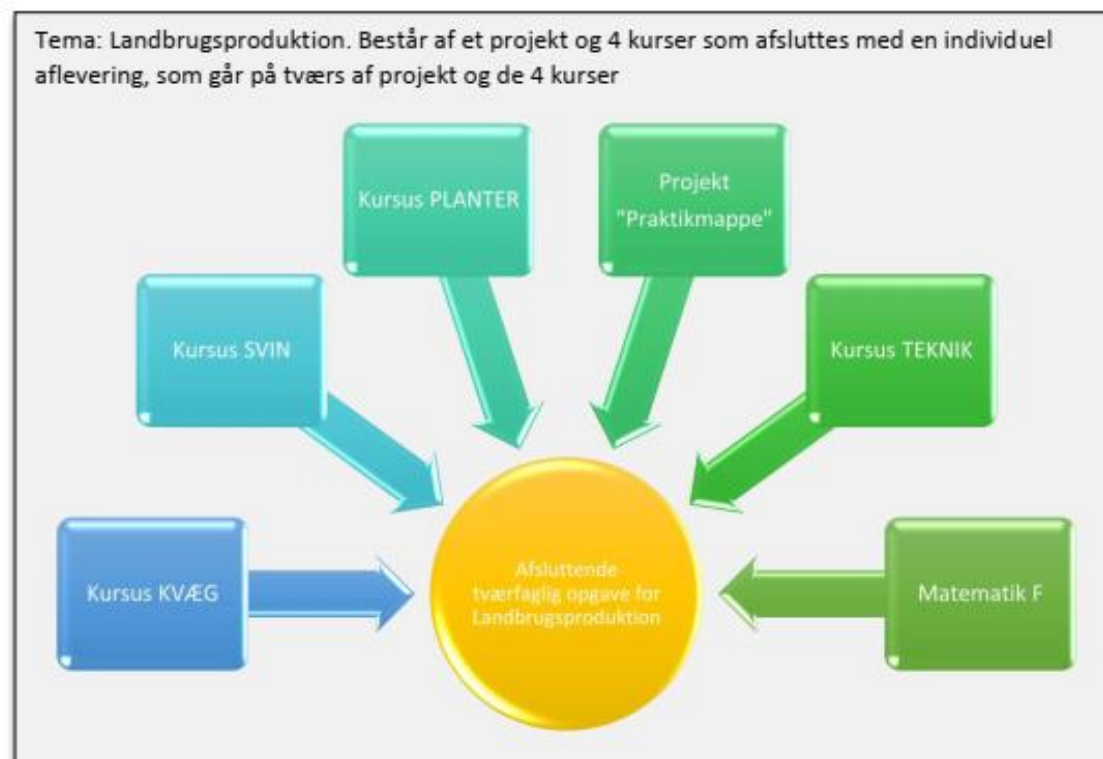 Tema: Landbrugsproduktion. Består af et projekt og 4 kurser som afsluttes med en individuel
aflevering, som går på tværs af projekt og de 4 kurser
Kursus PLANTER
Projekt
"Praktikmappe"
Kursus SVIN
Kursus TEKNIK
Kursus KVÆG
Afsluttende
tværfaglig opgave for
Landbrugsproduktion
Matematik F